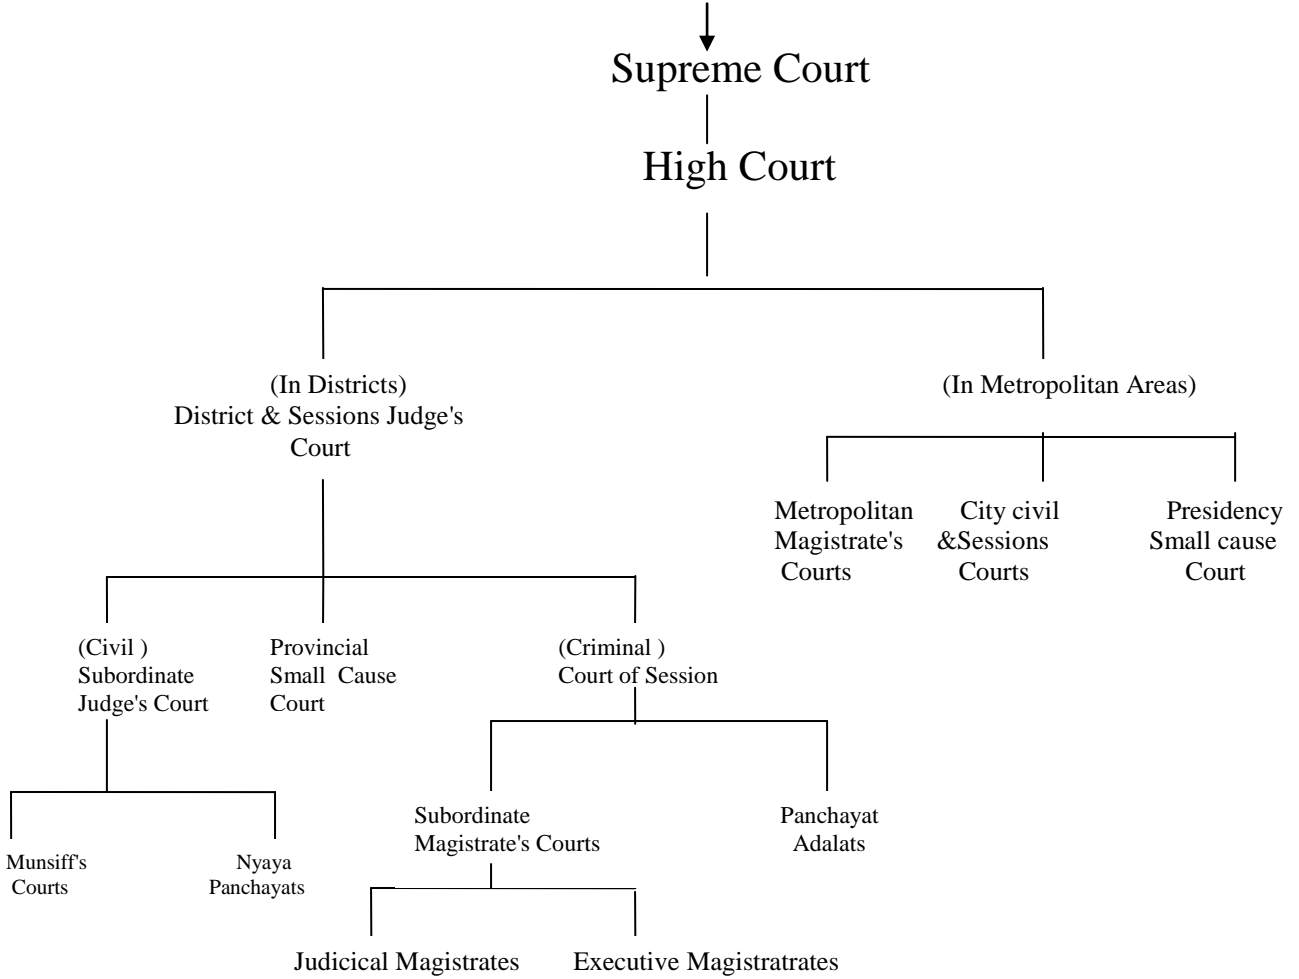 Supreme Court
High Court
(In Districts)
District & Sessions Judge's
Court
(In Metropolitan Areas)
Metropolitan
Magistrate's
Courts
City civil
&Sessions
Courts
Presidency
Small cause
Court
(Civil )
Subordinate
Judge's Court
Provincial
Small Cause
Court
(Criminal )
Court of Session
Subordinate
Magistrate's Courts
Panchayat
Adalats
Munsiff's
Courts
Nyaya
Panchayats
Judicical Magistrates
Executive Magistratrates